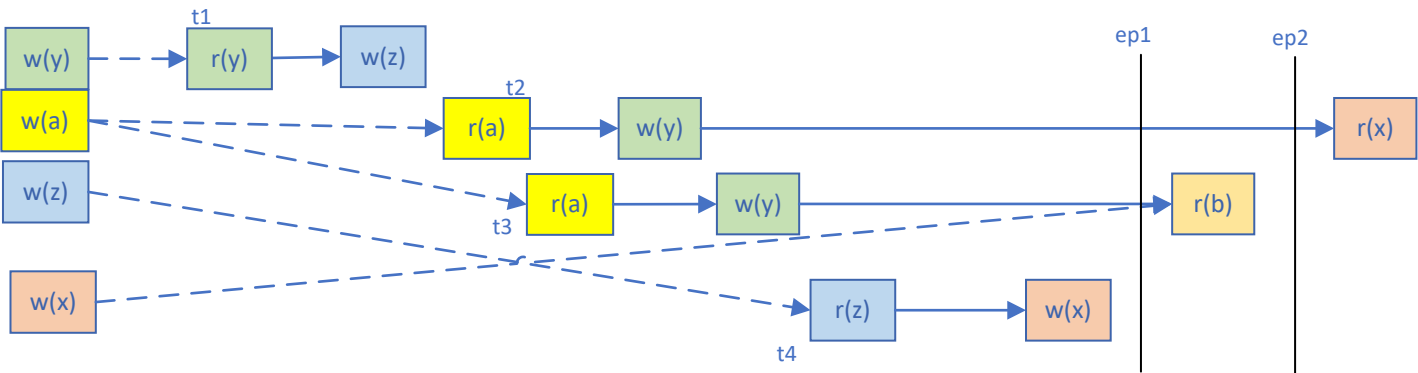 t1
w(y)
r(y)
w(z)
ep1
ep2
t2
w(a)
r(a)
w(y)
r(x)
w(z)
r(a)
w(y)
r(b)
t3
w(x)
r(z)
w(x)
t4